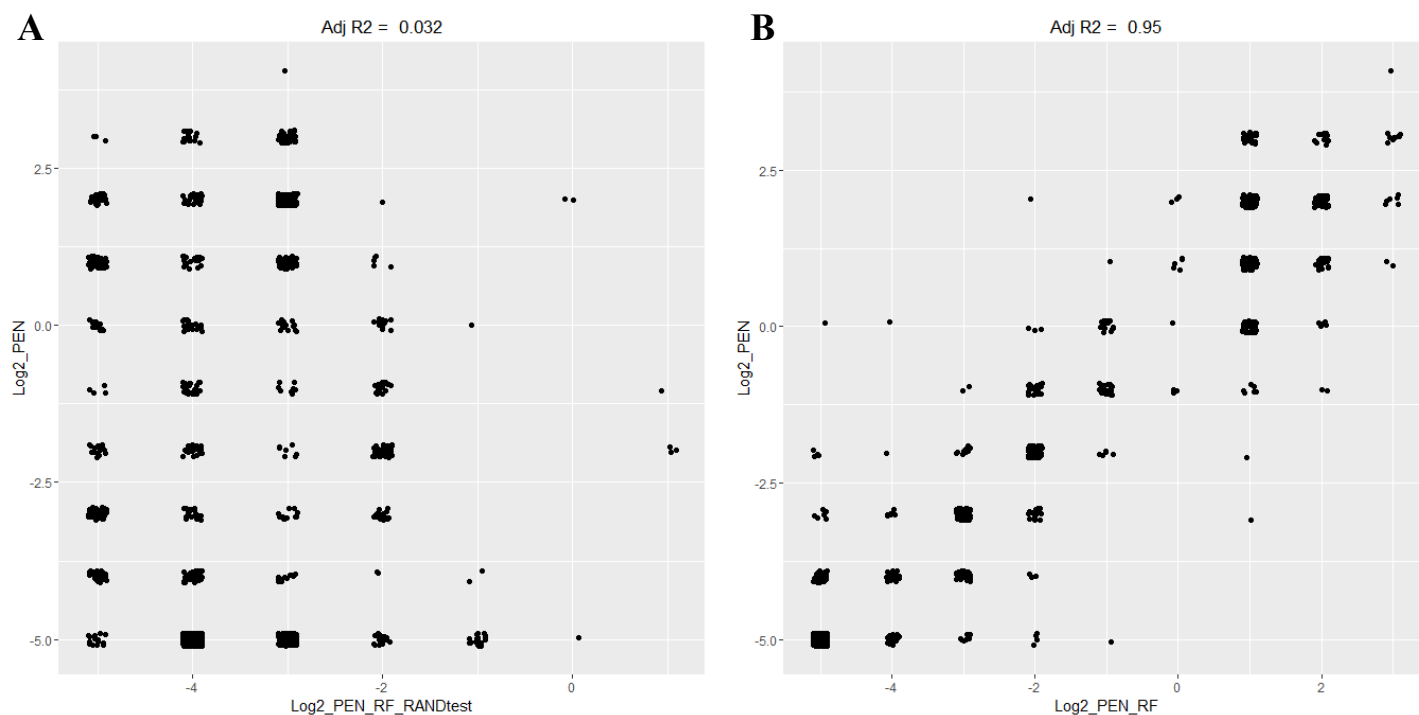 A
Adj R2 = 0.032
Log2_PEN
2.5
0.0
-2.5
-5.0
-4
-2
0
Log2_PEN_RF_RANDtest
B
Adj R2 = 0.95
Log2_PEN
2.5
0.0
-2.5
-5.0
-4
-2
0
2
Log2_PEN_RF